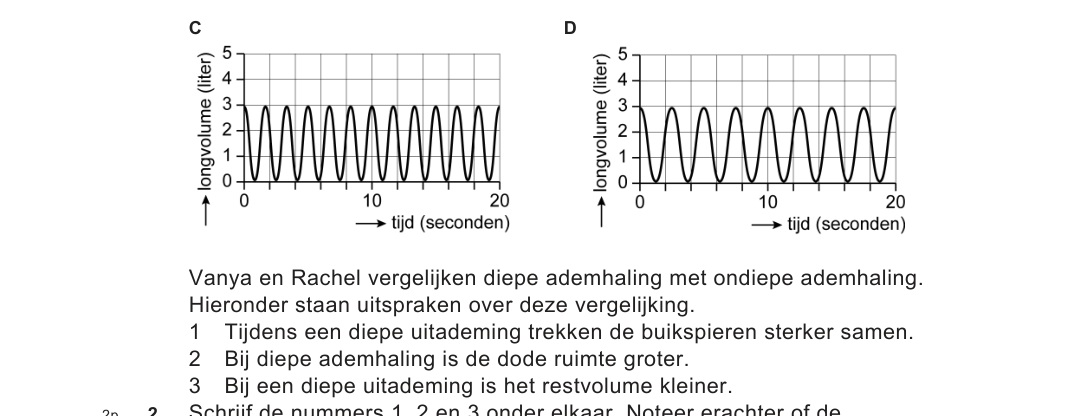 C
D
longvolume (liter)
5
4
3
2
1
0
0
10
20
tijd (seconden)
longvolume (liter)
5
4
3
2
1
0
0
10
20
tijd (seconden)
Vanya en Rachel vergelijken diepe ademhaling met ondiepe ademhaling.
Hieronder staan uitspraken over deze vergelijking.
1 Tijdens een diepe uitademing trekken de buikspieren sterker samen.
2 Bij diepe ademhaling is de dode ruimte groter.
3 Bij een diepe uitademing is het restvolume kleiner.
2p 2 Schrijf de nummers 1, 2 en 3 onder elkaar. Noteer erachter of de